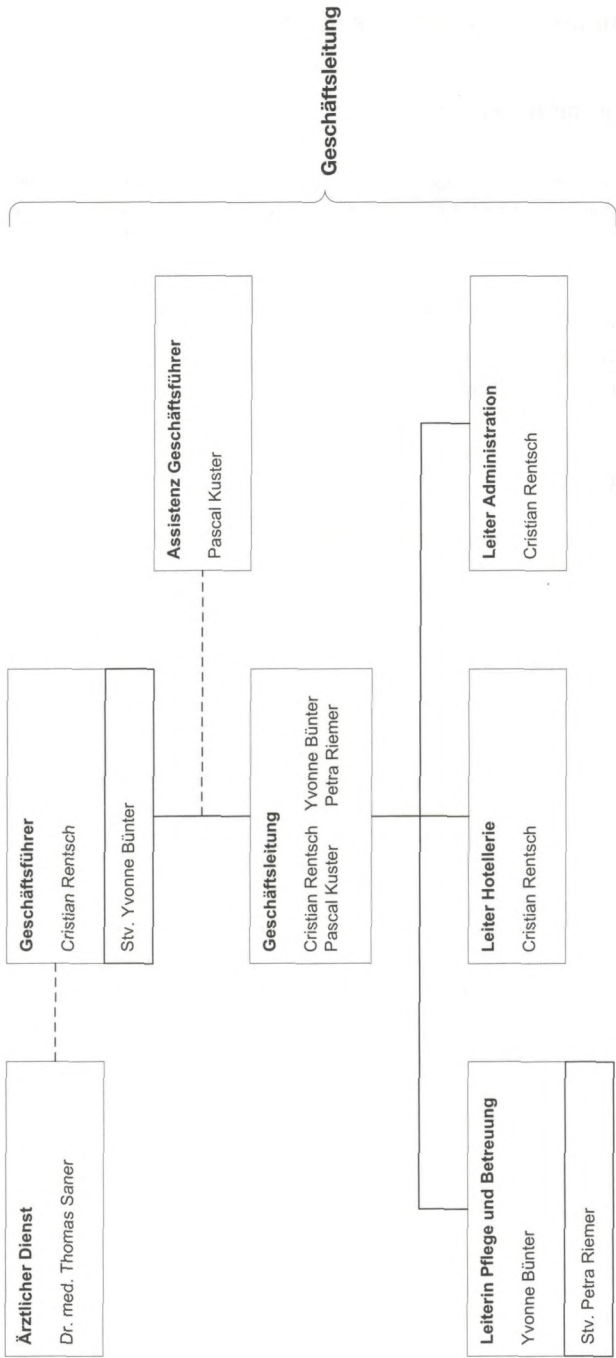 Ärztlicher Dienst
Dr. med. Thomas Saner
Geschäftsführer
Cristian Rentsch
Stv. Yvonne Bünter
Assistenz Geschäftsführer
Pascal Kuster
Geschäftsleitung
Cristian Rentsch Yvonne Bünter
Pascal Kuster Petra Riemer
Leiterin Pflege und Betreuung
Yvonne Bünter
Stv. Petra Riemer
Leiter Hotellerie
Cristian Rentsch
Leiter Administration
Cristian Rentsch
Geschäftsleitung